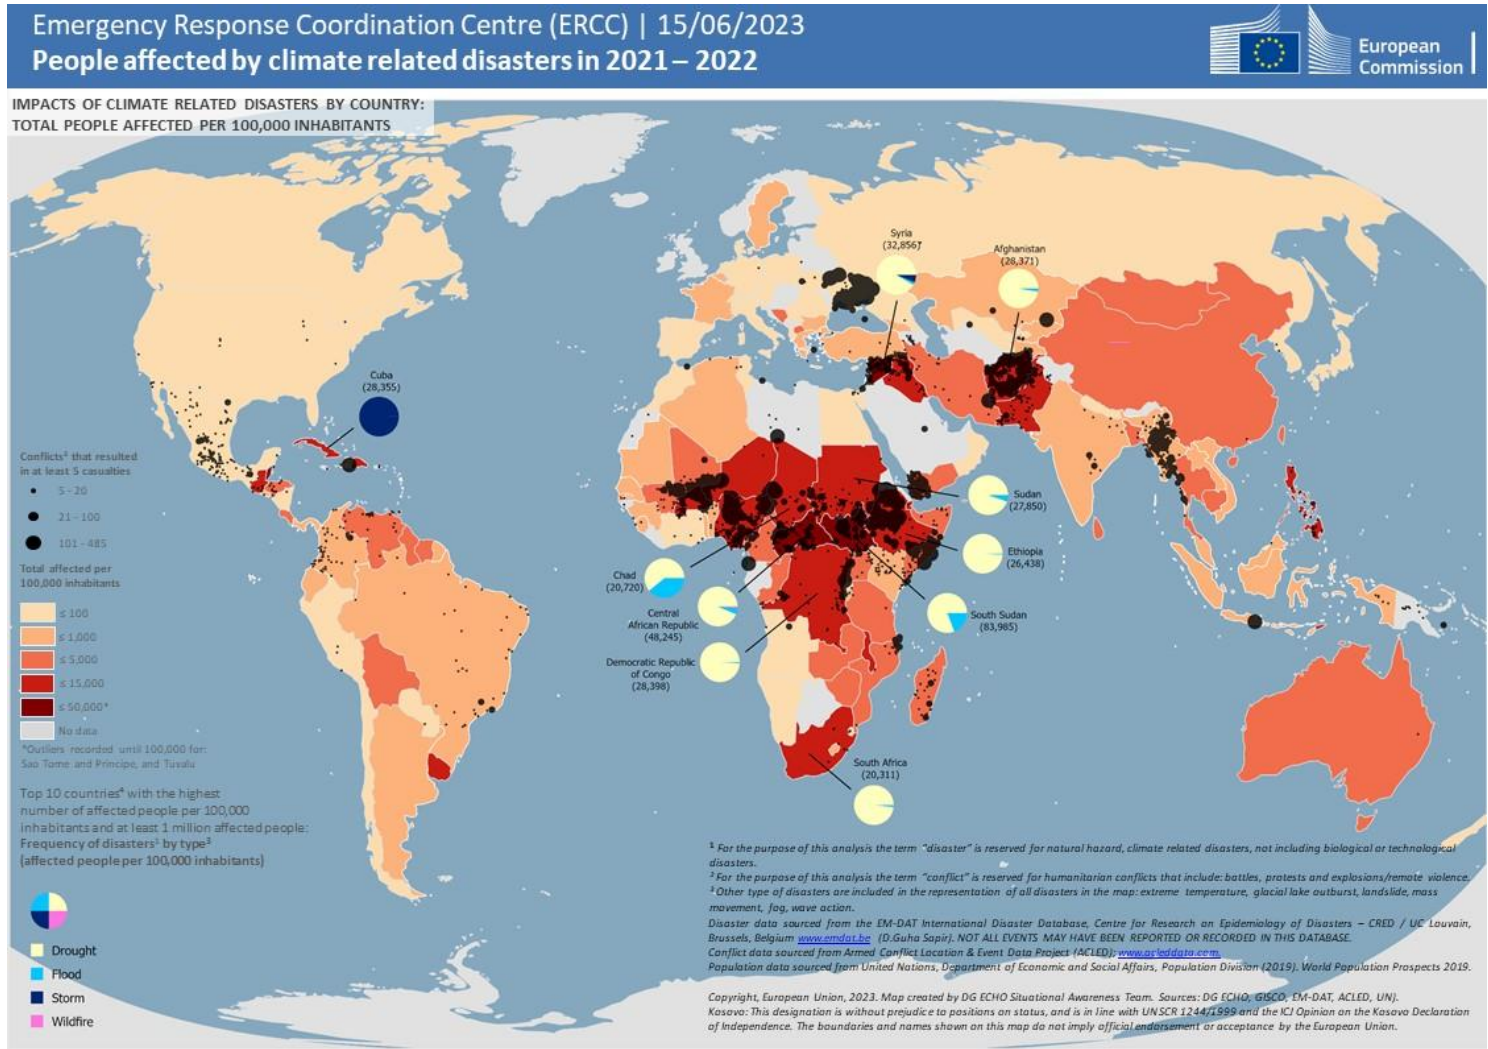 Emergency Response Coordination Centre (ERCC) | 15/06/2023
People affected by climate related disasters in 2021 – 2022
European
Commission
IMPACTS OF CLIMATE RELATED DISASTERS BY COUNTRY:
TOTAL PEOPLE AFFECTED PER 100,000 INHABITANTS
Syria
(32,856)⁷
Afghanistan
(28,371)
Cuba
(28,355)
Conflicts² that resulted
in at least 5 casualties
5 - 20
21 - 100
101 - 485
Total affected per
100,000 inhabitants
≤ 100
≤ 1,000
≤ 5,000
≤ 15,000
≤ 50,000*
No data
*Outliers recorded until 100,000 for:
Sao Tome and Principe, and Tuvalu
Sudan
(27,850)
Ethiopia
(26,438)
South Sudan
(83,985)
Chad
(20,720)
Central
African Republic
(48,245)
Democratic Republic
of Congo
(28,398)
South Africa
(20,311)
Top 10 countries⁴ with the highest
number of affected people per 100,000
inhabitants and at least 1 million affected people:
Frequency of disasters¹ by type³
(affected people per 100,000 inhabitants)
Drought
Flood
Storm
Wildfire
¹ For the purpose of this analysis the term "disaster" is reserved for natural hazard, climate related disasters, not including biological or technological
disasters.
² For the purpose of this analysis the term "conflict" is reserved for humanitarian conflicts that include: battles, protests and explosions/remote violence.
³ Other type of disasters are included in the representation of all disasters in the map: extreme temperature, glacial lake outburst, landslide, mass
movement, fog, wave action.
Disaster data sourced from the EM-DAT International Disaster Database, Centre for Research on Epidemiology of Disasters – CRED / UC Louvain,
Brussels, Belgium www.emdat.be (D.Guha Sapir). NOT ALL EVENTS MAY HAVE BEEN REPORTED OR RECORDED IN THIS DATABASE.
Conflict data sourced from Armed Conflict Location & Event Data Project (ACLED); www.acleddata.com.
Population data sourced from United Nations, Department of Economic and Social Affairs, Population Division (2019). World Population Prospects 2019.
Copyright, European Union, 2023. Map created by DG ECHO Situational Awareness Team. Sources: DG ECHO, GISCO, EM-DAT, ACLED, UNJ.
Kosovo: This designation is without prejudice to positions on status, and is in line with UNSCR 1244/1999 and the ICJ Opinion on the Kosovo Declaration
of Independence. The boundaries and names shown on this map do not imply official endorsement or acceptance by the European Union.